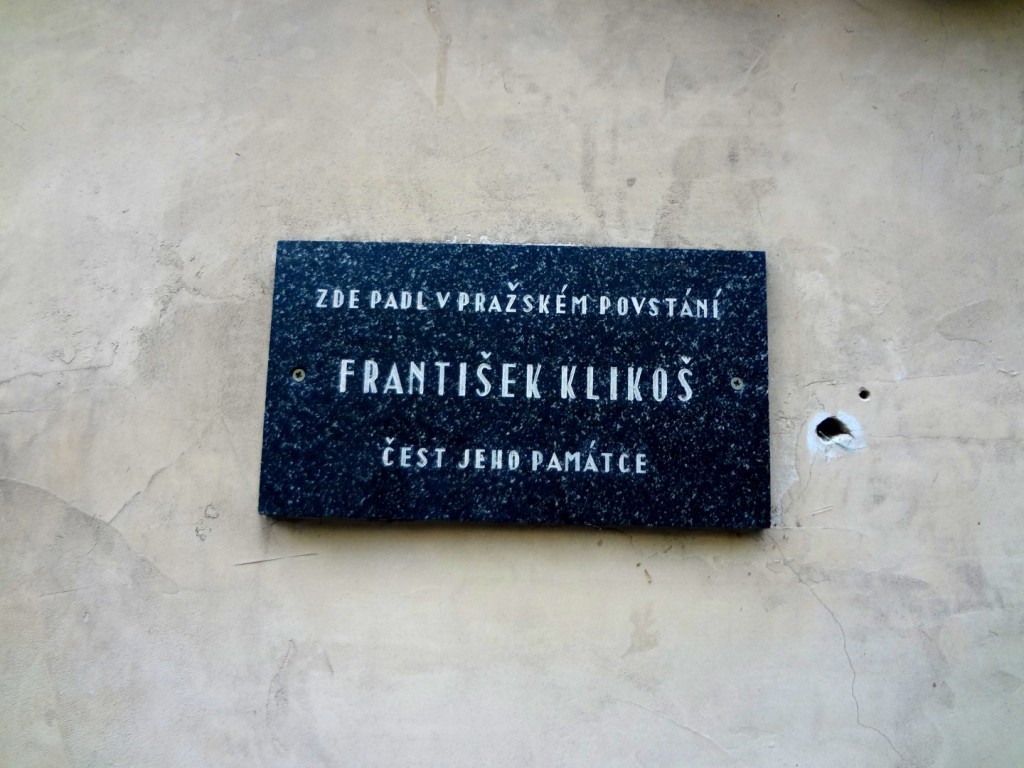 ZDE PADL V PRAŽSKÉM POVSTÁNÍ
FRANTIŠEK KLIKOŠ
ČEST JEHO PAMÁTCE